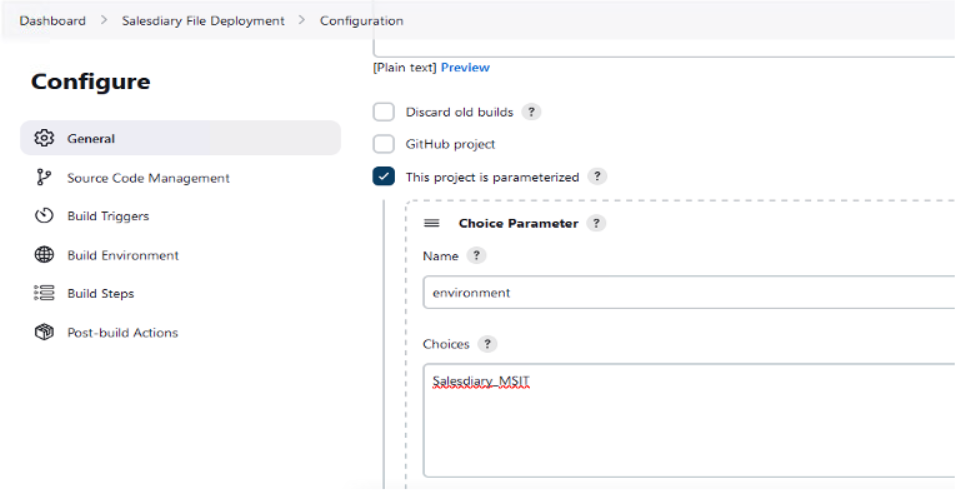 Dashboard > Salesdiary File Deployment > Configuration
Configure
General
Source Code Management
Build Triggers
Build Environment
Build Steps
Post-build Actions
[Plain text] Preview
Discard old builds ?
GitHub project
This project is parameterized ?
Choice Parameter ?
Name ?
environment
Choices ?
Salesdiary_MSIT